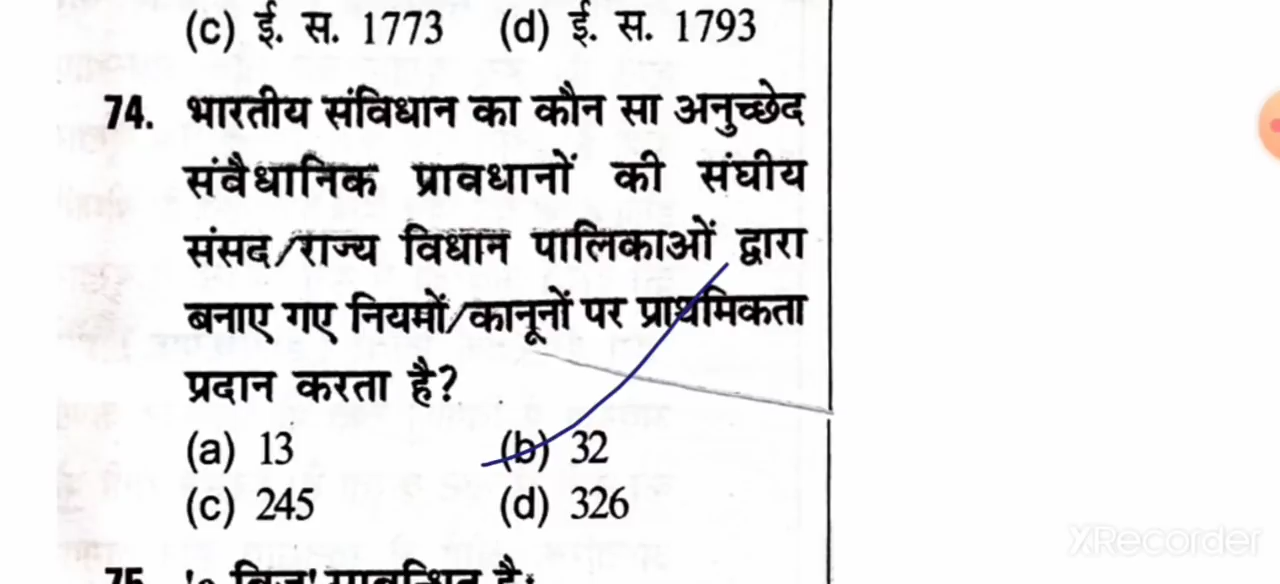 (c) ई. स. 1773 (d) ई. स. 1793
74. भारतीय संविधान का कौन सा अनुच्छेद
संवैधानिक प्रावधानों की संघीय
संसद/राज्य विधान पालिकाओं द्वारा
बनाए गए नियमों/कानूनों पर प्राथमिकता
प्रदान करता है?
(a) 13 (b) 32
(c) 245 (d) 326
75.
XRecorder